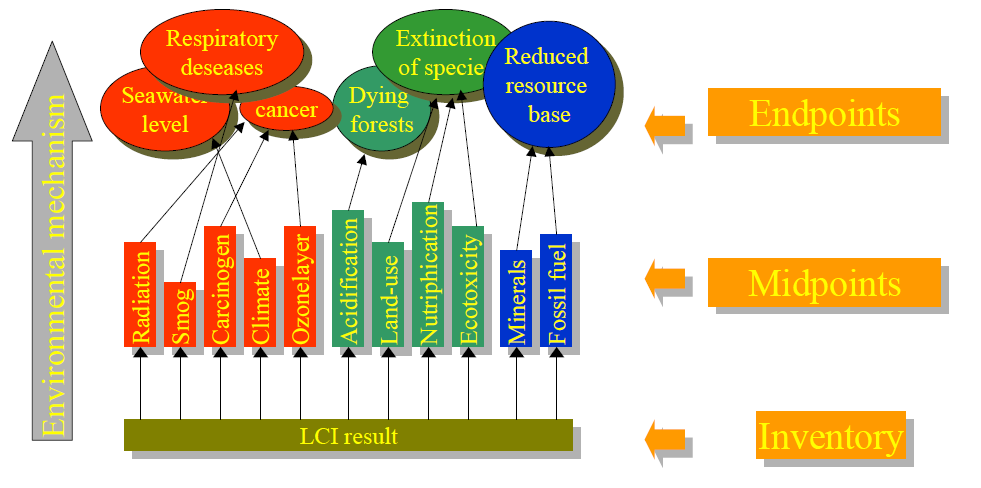 Environmental mechanism
Respiratory
deseases
Seawater
level
cancer
Dying
forests
Extinction
of specie
Reduced
resource
base
Endpoints
Radiation
Smog
Carcinogen
Climate
Ozonelayer
Acidification
Land-use
Nutriphication
Ecotoxicity
Minerals
Fossil fuel
Midpoints
LCI result
Inventory